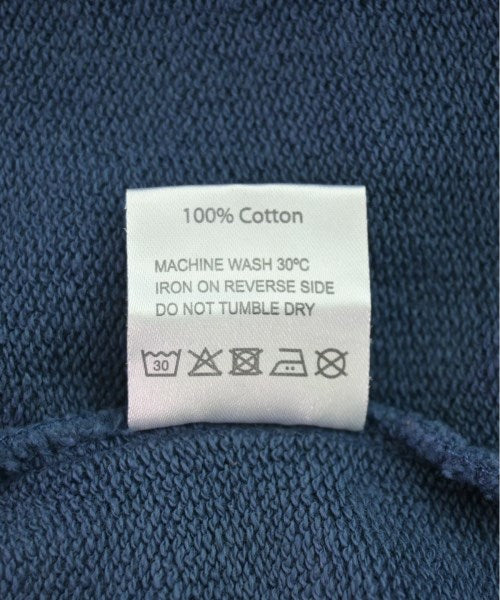 100% Cotton
MACHINE WASH 30ºC
IRON ON REVERSE SIDE
DO NOT TUMBLE DRY
30